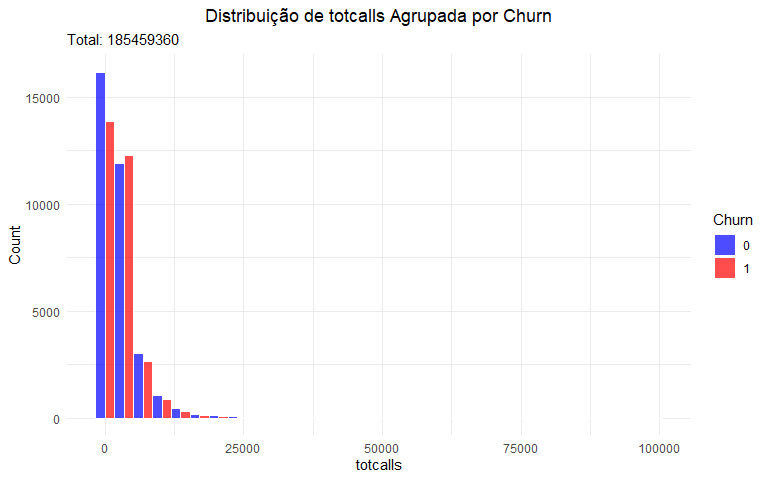 Distribuição de totcalls Agrupada por Churn
Total: 185459360
15000
10000
5000
0
Count
0
25000
50000
75000
100000
totcalls
Churn
0
1